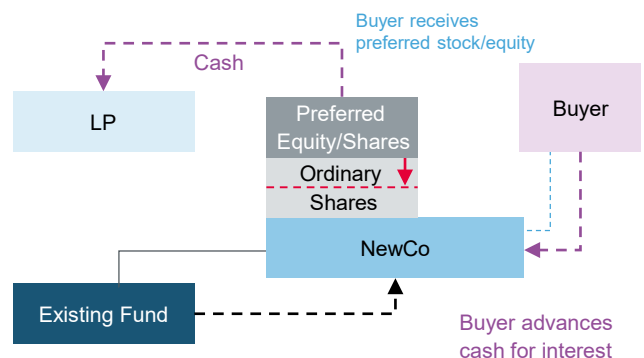 Buyer receives
preferred stock/equity
Cash
LP
Preferred
Equity/Shares
Buyer
Ordinary
Shares
NewCo
Existing Fund
Buyer advances
cash for interest